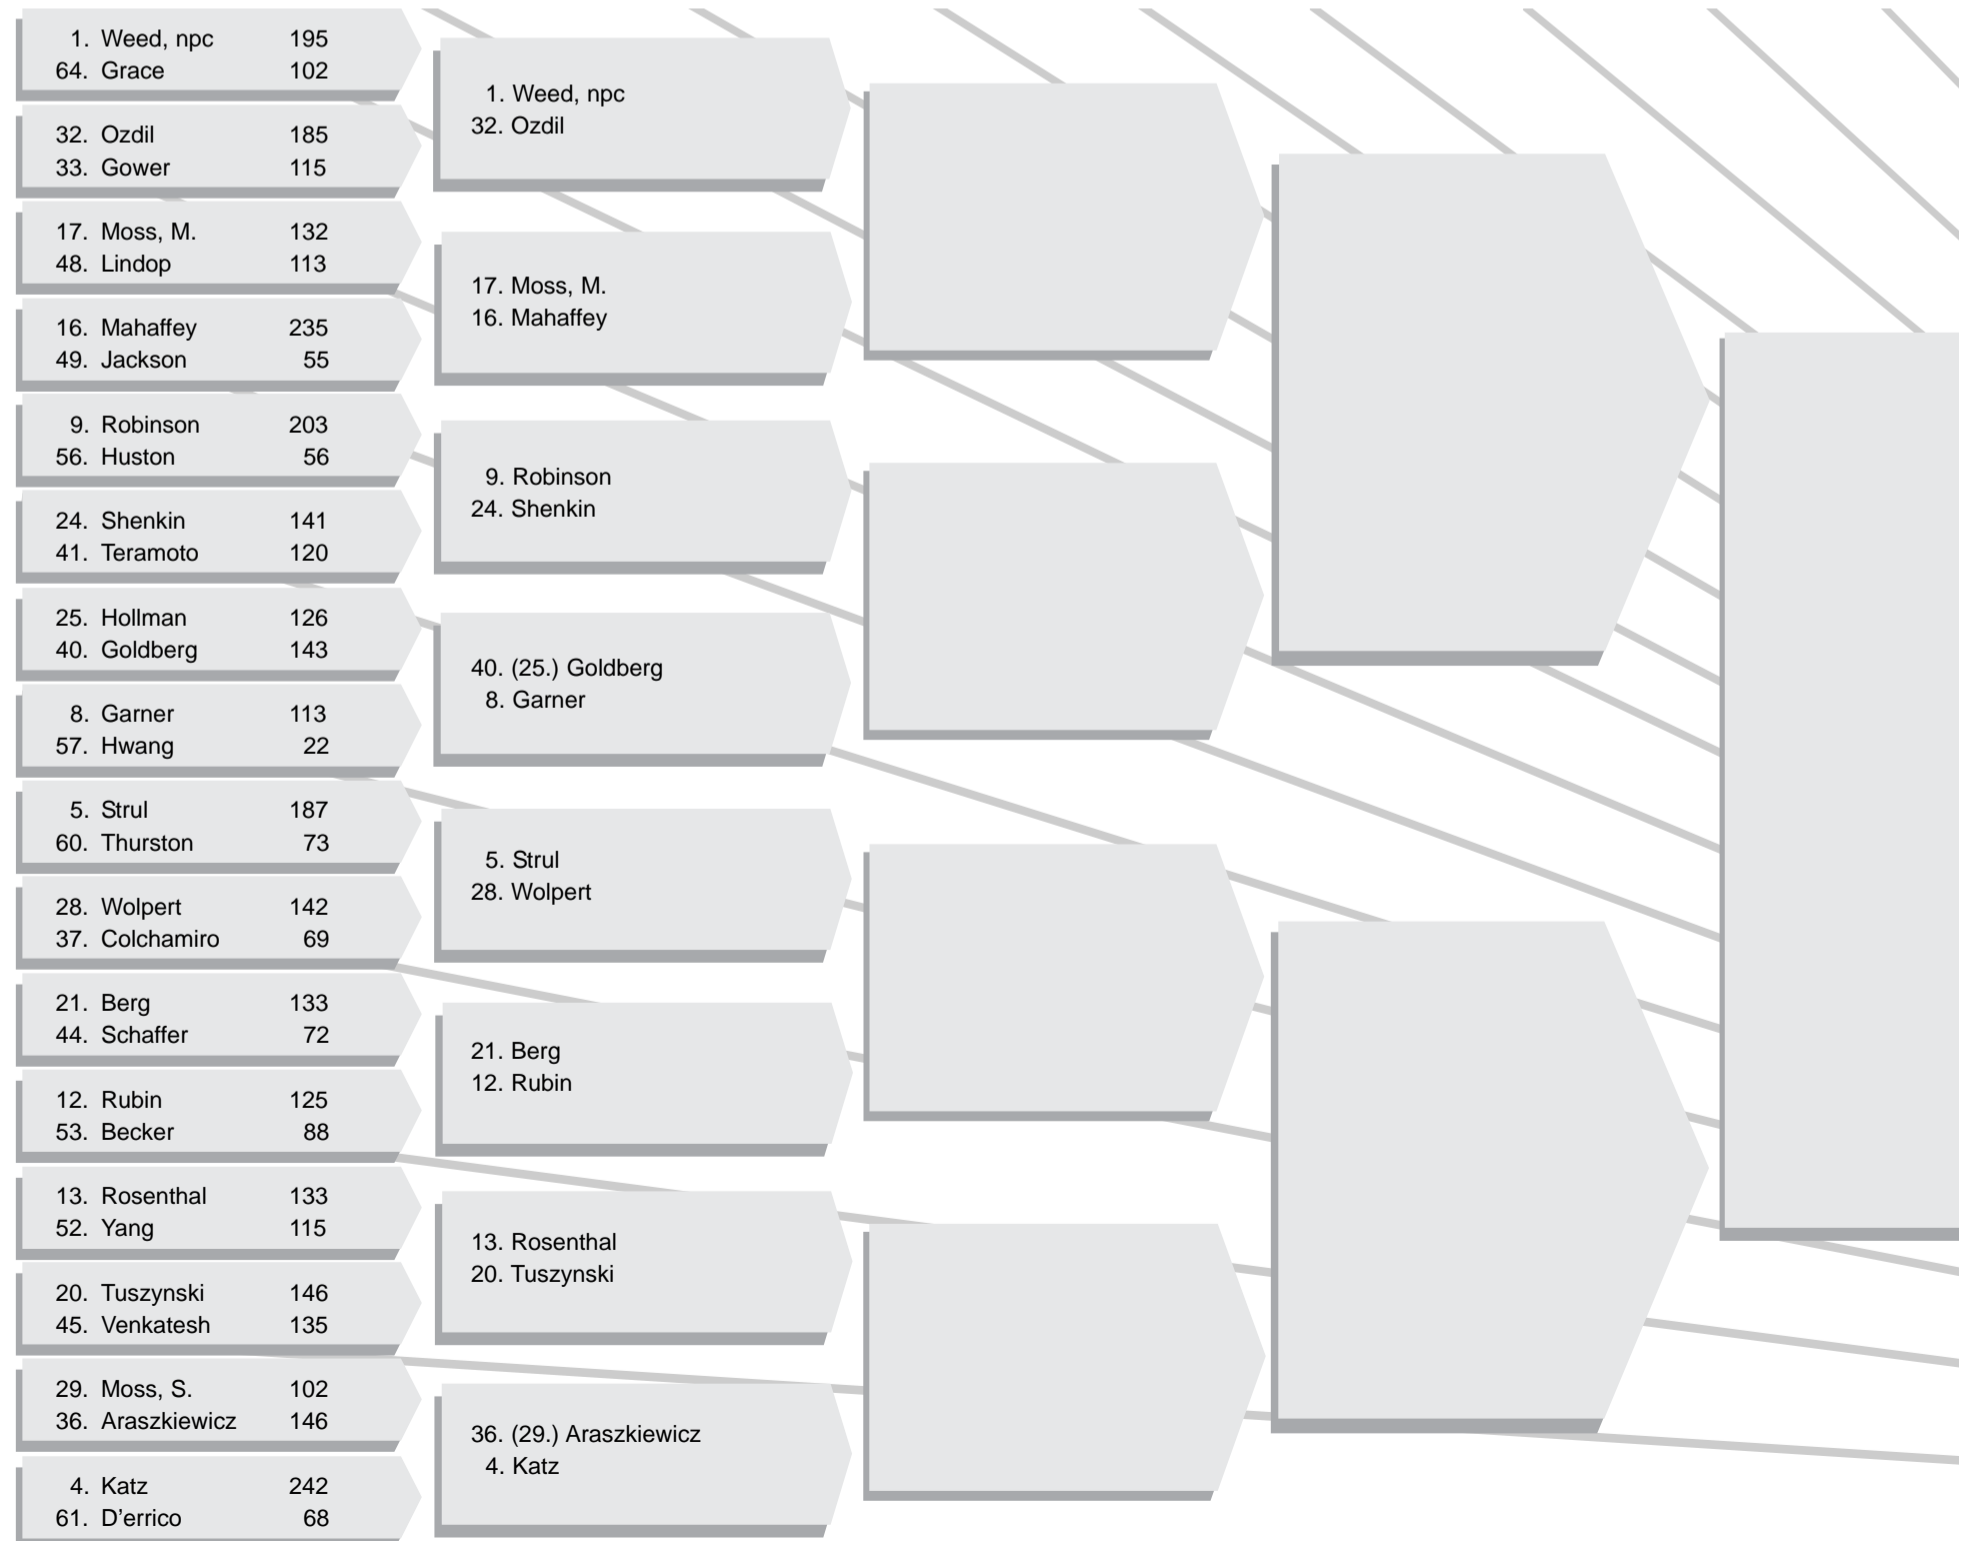 1. Weed, npc 195
64. Grace 102
32. Ozdil 185
33. Gower 115
17. Moss, M. 132
48. Lindop 113
16. Mahaffey 235
49. Jackson 55
9. Robinson 203
56. Huston 56
24. Shenkin 141
41. Teramoto 120
25. Hollman 126
40. Goldberg 143
8. Garner 113
57. Hwang 22
5. Strul 187
60. Thurston 73
28. Wolpert 142
37. Colchamiro 69
21. Berg 133
44. Schaffer 72
12. Rubin 125
53. Becker 88
13. Rosenthal 133
52. Yang 115
20. Tuszynski 146
45. Venkatesh 135
29. Moss, S. 102
36. Araszkiewicz 146
4. Katz 242
61. D’errico 68
1. Weed, npc
32. Ozdil
17. Moss, M.
16. Mahaffey
9. Robinson
24. Shenkin
40. (25.) Goldberg
8. Garner
5. Strul
28. Wolpert
21. Berg
12. Rubin
13. Rosenthal
20. Tuszynski
36. (29.) Araszkiewicz
4. Katz